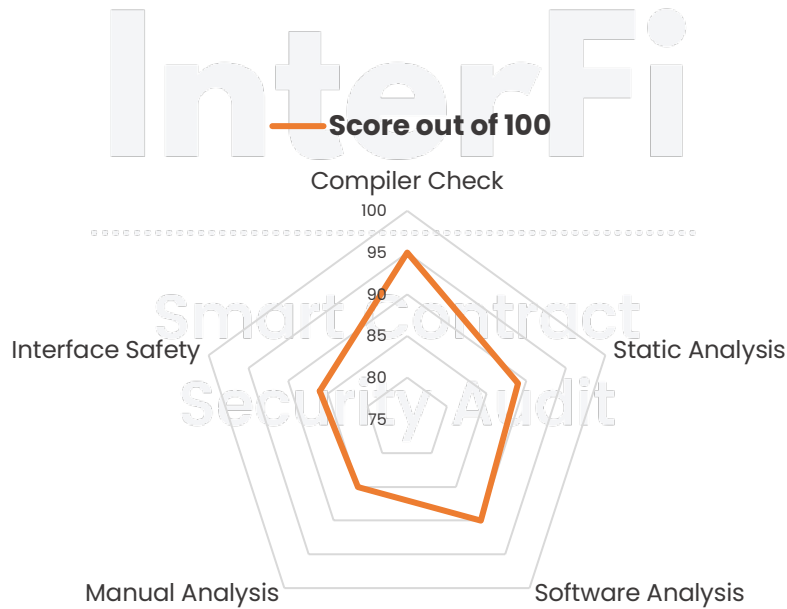 InterFi
Score out of 100
Compiler Check
100
95
90
Smart Contract
85
Interface Safety
Static Analysis
80
Security Audit
75
Manual Analysis
Software Analysis